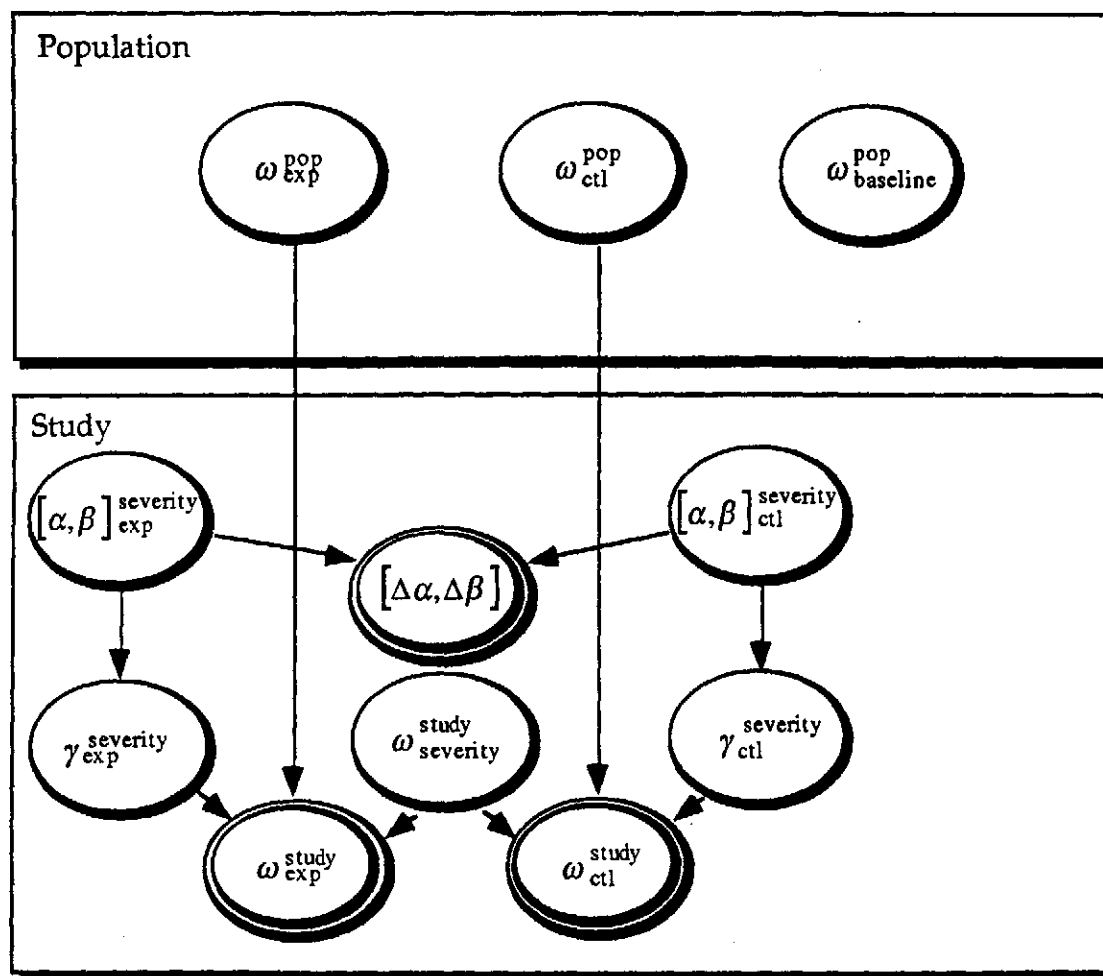 Population
ω pop exp
ω pop ctl
ω pop baseline
Study
[α,β] severity exp
[α,β] severity ctl
[Δα,Δβ]
γ severity exp
ω study severity
γ severity ctl
ω study exp
ω study ctl